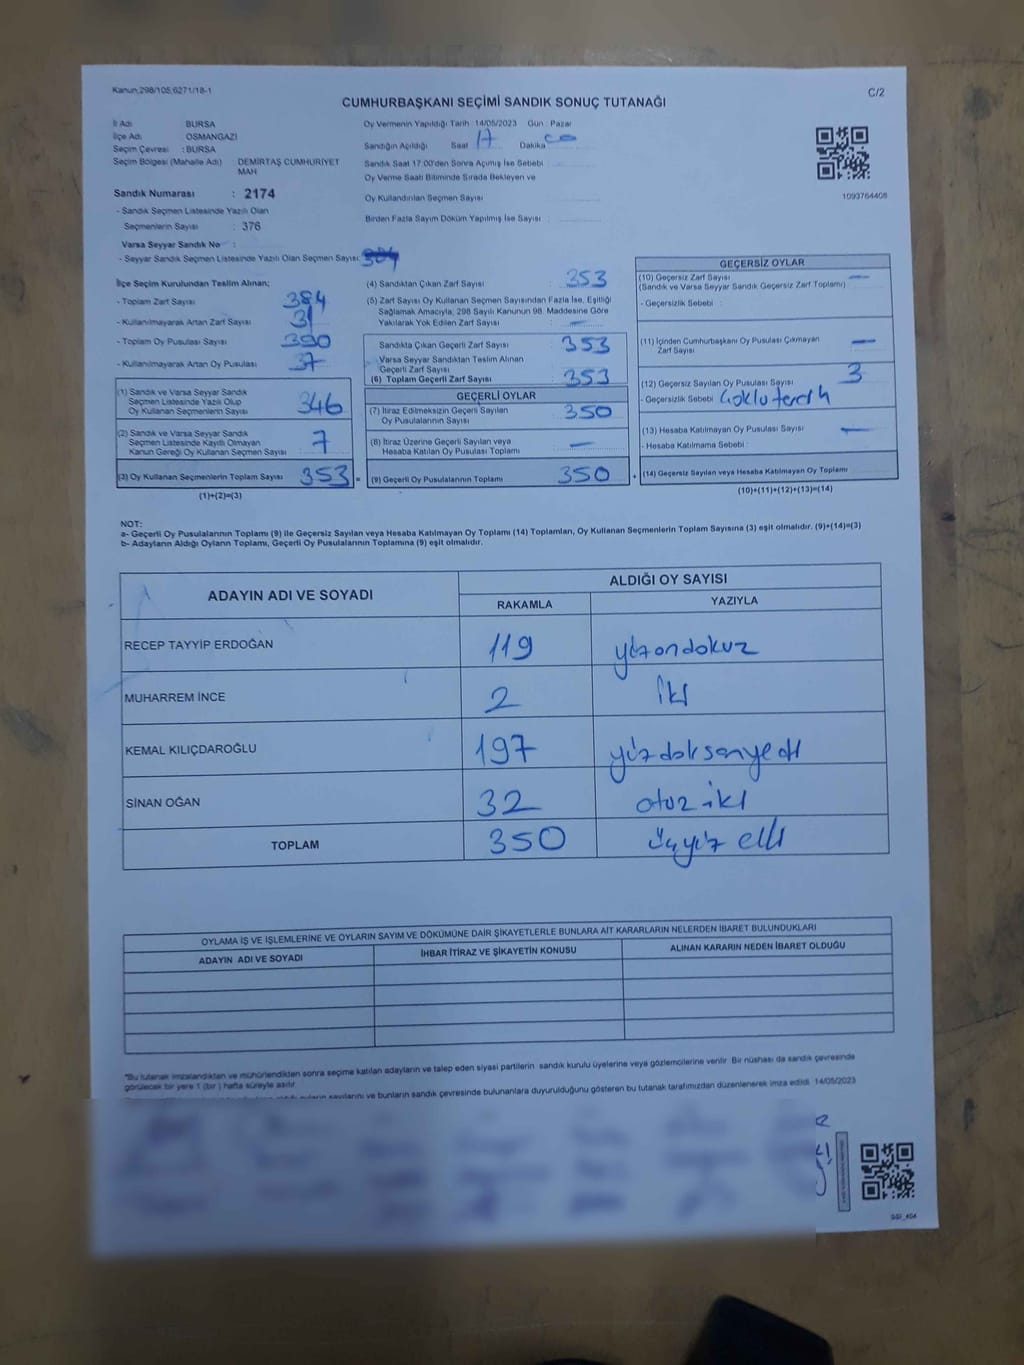 Kanun:298/105,6271/18-1
C/2
CUMHURBAŞKANI SEÇİMİ SANDIK SONUÇ TUTANAĞI
İl Adı BURSA
İlçe Adı OSMANGAZİ
Seçim Çevresi : BURSA
Seçim Bölgesi (Mahalle Adı) DEMİRTAŞ CUMHURİYET
MAH
Sandık Numarası : 2174
- Sandık Seçmen Listesinde Yazılı Olan
Seçmenlerin Sayısı : 376
Varsa Seyyar Sandık No :
- Seyyar Sandık Seçmen Listesinde Yazılı Olan Seçmen Sayısı:
Oy Vermenin Yapıldığı Tarih : 14/05/2023 Gün : Pazar
Sandığın Açıldığı Saat 17 Dakika 00
Sandık Saat 17:00'den Sonra Açılmış İse Sebebi :
Oy Verme Saati Bitiminde Sırada Bekleyen ve
Oy Kullandırılan Seçmen Sayısı :
Birden Fazla Sayım Döküm Yapılmış İse Sayısı :
1093764408
İlçe Seçim Kurulundan Teslim Alınan;
- Toplam Zarf Sayısı : 384
- Kullanılmayarak Artan Zarf Sayısı : 31
- Toplam Oy Pusulası Sayısı : 390
- Kullanılmayarak Artan Oy Pusulası : 37
(1) Sandık ve Varsa Seyyar Sandık
Seçmen Listesinde Yazılı Olup
Oy Kullanan Seçmenlerin Sayısı : 346
(2) Sandık ve Varsa Seyyar Sandık
Seçmen Listesinde Kayıtlı Olmayan
Kanun Gereği Oy Kullanan Seçmen Sayısı : 7
(3) Oy Kullanan Seçmenlerin Toplam Sayısı : 353 =
(1)+(2)=(3)
(4) Sandıktan Çıkan Zarf Sayısı : 353
(5) Zarf Sayısı Oy Kullanan Seçmen Sayısından Fazla İse, Eşitliği
Sağlamak Amacıyla; 298 Sayılı Kanunun 98. Maddesine Göre
Yakılarak Yok Edilen Zarf Sayısı : —
Sandıkla Çıkan Geçerli Zarf Sayısı : 353
Varsa Seyyar Sandıktan Teslim Alınan
Geçerli Zarf Sayısı :
(6) Toplam Geçerli Zarf Sayısı : 353
GEÇERLİ OYLAR
(7) İtiraz Edilmeksizin Geçerli Sayılan
Oy Pusulalarının Sayısı : 350
(8) İtiraz Üzerine Geçerli Sayılan veya
Hesaba Katılan Oy Pusulası Toplamı : —
(9) Geçerli Oy Pusulalarının Toplamı : 350 +
GEÇERSİZ OYLAR
(10) Geçersiz Zarf Sayısı : —
(Sandık ve Varsa Seyyar Sandık Geçersiz Zarf Toplamı)
- Geçersizlik Sebebi :
(11) İçinden Cumhurbaşkanı Oy Pusulası Çıkmayan
Zarf Sayısı : —
(12) Geçersiz Sayılan Oy Pusulası Sayısı : 3
- Geçersizlik Sebebi : Çoklu tercih
(13) Hesaba Katılmayan Oy Pusulası Sayısı : —
- Hesaba Katılmama Sebebi :
(14) Geçersiz Sayılan veya Hesaba Katılmayan Oy Toplamı :
(10)+(11)+(12)+(13)=(14)
NOT:
a- Geçerli Oy Pusulalarının Toplamı (9) ile Geçersiz Sayılan veya Hesaba Katılmayan Oy Toplamı (14) Toplamları, Oy Kullanan Seçmenlerin Toplam Sayısına (3) eşit olmalıdır. (9)+(14)=(3)
b- Adayların Aldığı Oyların Toplamı, Geçerli Oy Pusulalarının Toplamına (9) eşit olmalıdır.
ADAYIN ADI VE SOYADI ALDIĞI OY SAYISI
RAKAMLA YAZIYLA
RECEP TAYYİP ERDOĞAN 119 yüzondokuz
MUHARREM İNCE 2 iki
KEMAL KILIÇDAROĞLU 197 yüzdoksanyedi
SİNAN OĞAN 32 otuz iki
TOPLAM 350 üçyüz elli
OYLAMA İŞ VE İŞLEMLERİNE VE OYLARIN SAYIM VE DÖKÜMÜNE DAİR ŞİKAYETLERLE BUNLARA AİT KARARLARIN NELERDEN İBARET BULUNDUKLARI
ADAYIN ADI VE SOYADI İHBAR İTİRAZ VE ŞİKAYETİN KONUSU ALINAN KARARIN NEDEN İBARET OLDUĞU
*Bu tutanak imzalandıktan ve mühürlendikten sonra seçime katılan adayların ve talep eden siyasi partilerin sandık kurulu üyelerine veya gözlemcilerine verilir. Bir nüshası da sandık çevresinde
görülecek bir yere 1 (bir ) hafta süreyle asılır.
oyların sayılarını ve bunların sandık çevresinde bulunanlara duyurulduğunu gösteren bu tutanak tarafımızdan düzenlenerek imza edildi. 14/05/2023